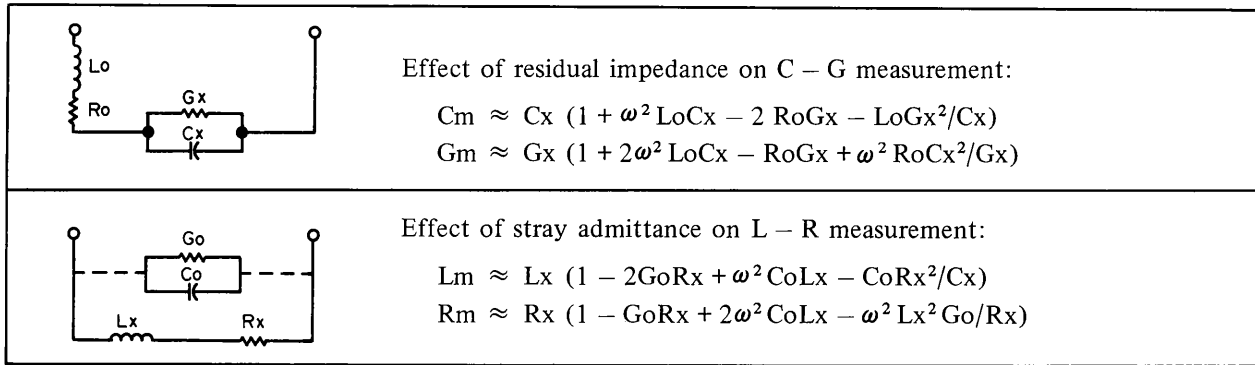 Lo
Ro
Gx
Cx
Effect of residual impedance on C – G measurement:
Cm ≈ Cx (1 + ω² LoCx – 2 RoGx – LoGx²/Cx)
Gm ≈ Gx (1 + 2ω² LoCx – RoGx + ω² RoCx²/Gx)
Go
Co
Lx
Rx
Effect of stray admittance on L – R measurement:
Lm ≈ Lx (1 – 2GoRx + ω² CoLx – CoRx²/Cx)
Rm ≈ Rx (1 – GoRx + 2ω² CoLx – ω² Lx² Go/Rx)